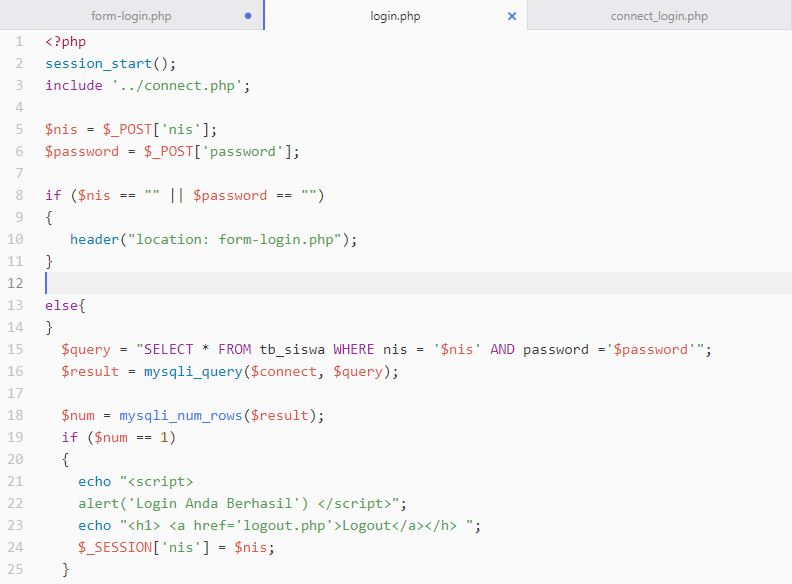 form-login.php
login.php
connect_login.php
1 <?php
2 session_start();
3 include '../connect.php';
4
5 $nis = $_POST['nis'];
6 $password = $_POST['password'];
7
8 if ($nis == "" || $password == "")
9 {
10 header("location: form-login.php");
11 }
12
13 else{
14 }
15 $query = "SELECT * FROM tb_siswa WHERE nis = '$nis' AND password ='$password'";
16 $result = mysqli_query($connect, $query);
17
18 $num = mysqli_num_rows($result);
19 if ($num == 1)
20 {
21 echo "<script>
22 alert('Login Anda Berhasil') </script>";
23 echo "<h1> <a href='logout.php'>Logout</a></h> ";
24 $_SESSION['nis'] = $nis;
25 }